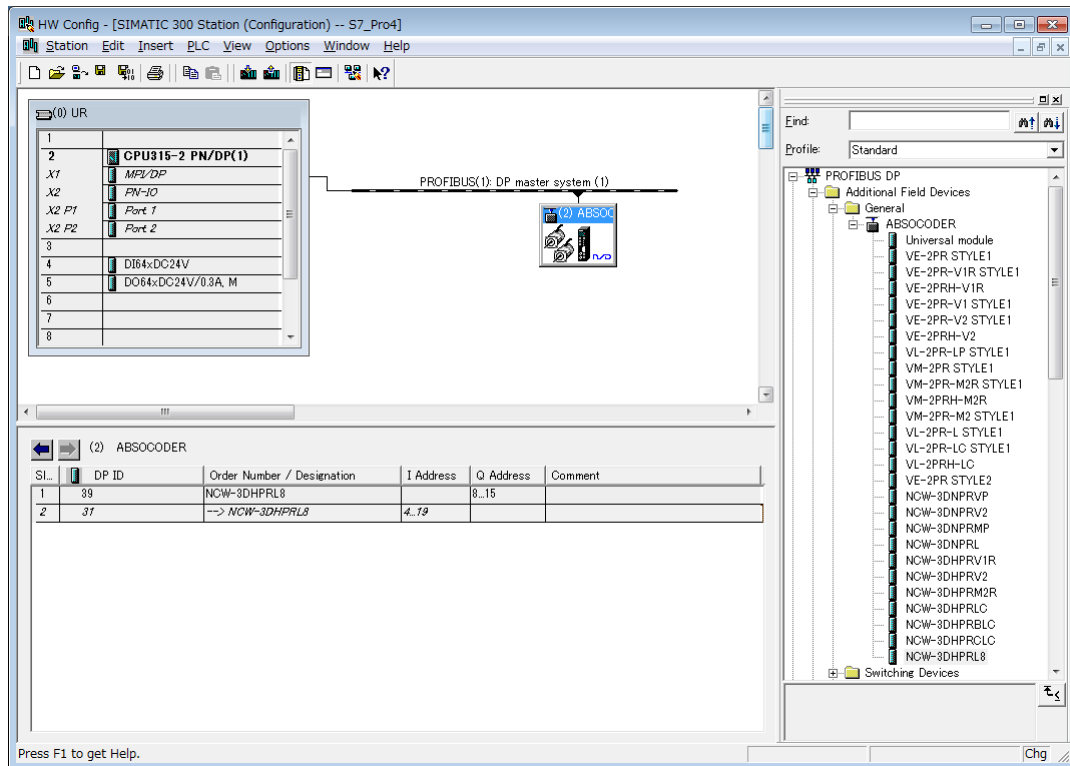 HW Config - [SIMATIC 300 Station (Configuration) -- S7_Pro4]
Station Edit Insert PLC View Options Window Help
(0) UR
1
2 CPU315-2 PN/DP(1)
X1 MPI/DP
X2 PN-IO
X2 P1 Port 1
X2 P2 Port 2
3
4 DI64xDC24V
5 DO64xDC24V/0.3A, M
6
7
8
PROFIBUS(1): DP master system (1)
(2) ABSOC
NSD
Find:
Profile: Standard
PROFIBUS DP
Additional Field Devices
General
ABSOCODER
Universal module
VE-2PR STYLE1
VE-2PR-V1R STYLE1
VE-2PRH-V1R
VE-2PR-V1 STYLE1
VE-2PR-V2 STYLE1
VE-2PRH-V2
VL-2PR-LP STYLE1
VM-2PR STYLE1
VM-2PR-M2R STYLE1
VM-2PRH-M2R
VM-2PR-M2 STYLE1
VL-2PR-L STYLE1
VL-2PR-LC STYLE1
VL-2PRH-LC
VE-2PR STYLE2
NCW-3DNPRVP
NCW-3DNPRV2
NCW-3DNPRMP
NCW-3DNPRL
NCW-3DHPRV1R
NCW-3DHPRV2
NCW-3DHPRM2R
NCW-3DHPRLC
NCW-3DHPRBLC
NCW-3DHPRCLC
NCW-3DHPRL8
Switching Devices
(2) ABSOCODER
Sl... DP ID Order Number / Designation I Address Q Address Comment
1 39 NCW-3DHPRL8 8...15
2 31 --> NCW-3DHPRL8 4...19
Press F1 to get Help.
Chg